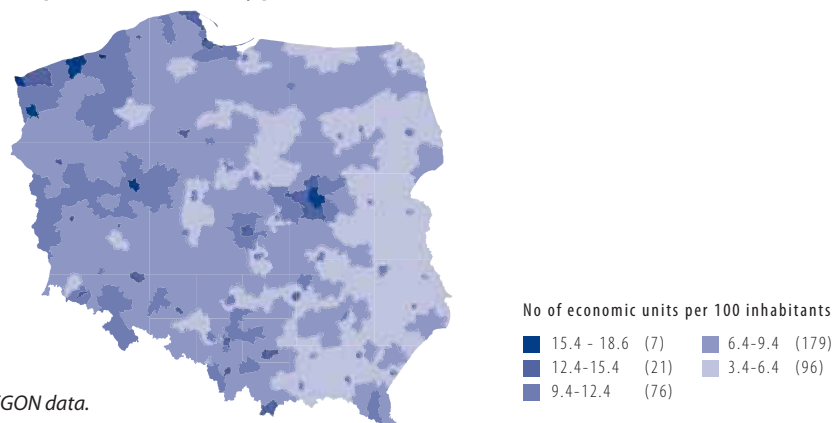 No of economic units per 100 inhabitants
15.4 - 18.6 (7)
12.4-15.4 (21)
9.4-12.4 (76)
6.4-9.4 (179)
3.4-6.4 (96)
GON data.